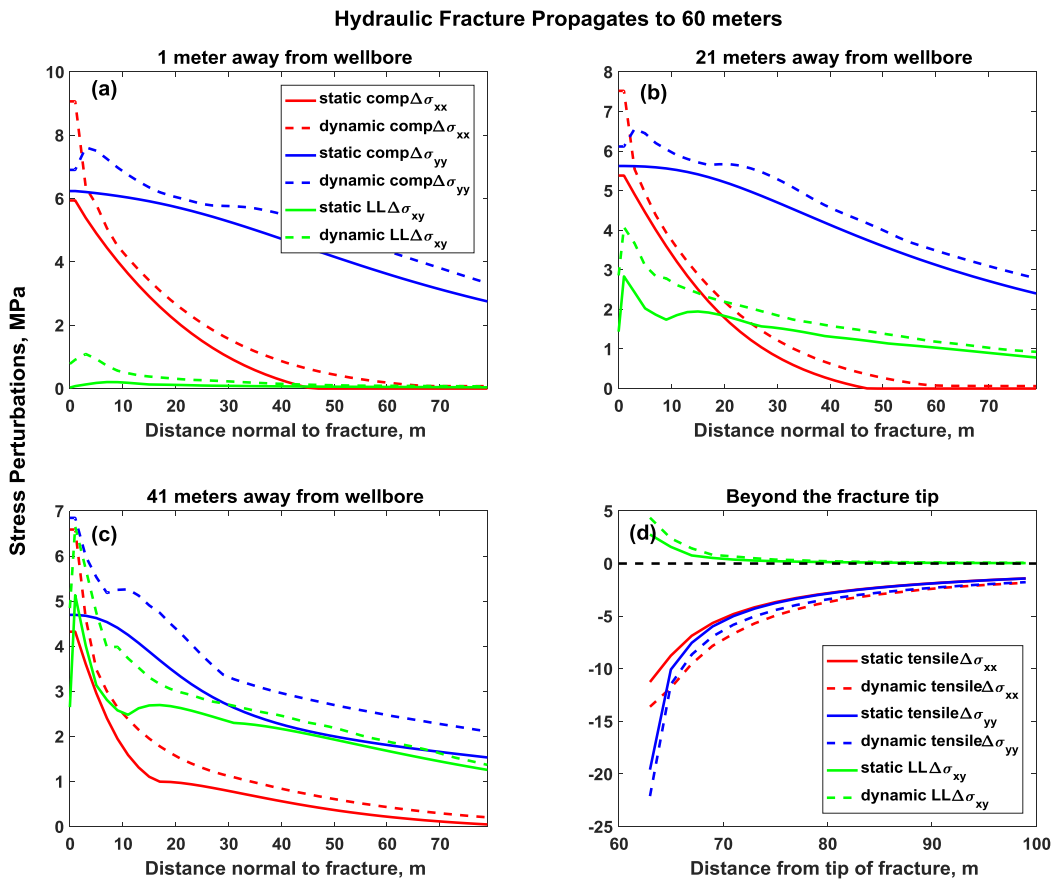 Hydraulic Fracture Propagates to 60 meters
Stress Perturbations, MPa
1 meter away from wellbore
(a)
10
8
6
4
2
0
0 10 20 30 40 50 60 70
Distance normal to fracture, m
static compΔσxx
dynamic compΔσxx
static compΔσyy
dynamic compΔσyy
static LLΔσxy
dynamic LLΔσxy
21 meters away from wellbore
(b)
8
7
6
5
4
3
2
1
0
0 10 20 30 40 50 60 70
Distance normal to fracture, m
41 meters away from wellbore
(c)
7
6
5
4
3
2
1
0
0 10 20 30 40 50 60 70
Distance normal to fracture, m
Beyond the fracture tip
(d)
5
0
-5
-10
-15
-20
-25
60 70 80 90 100
Distance from tip of fracture, m
static tensileΔσxx
dynamic tensileΔσxx
static tensileΔσyy
dynamic tensileΔσyy
static LLΔσxy
dynamic LLΔσxy